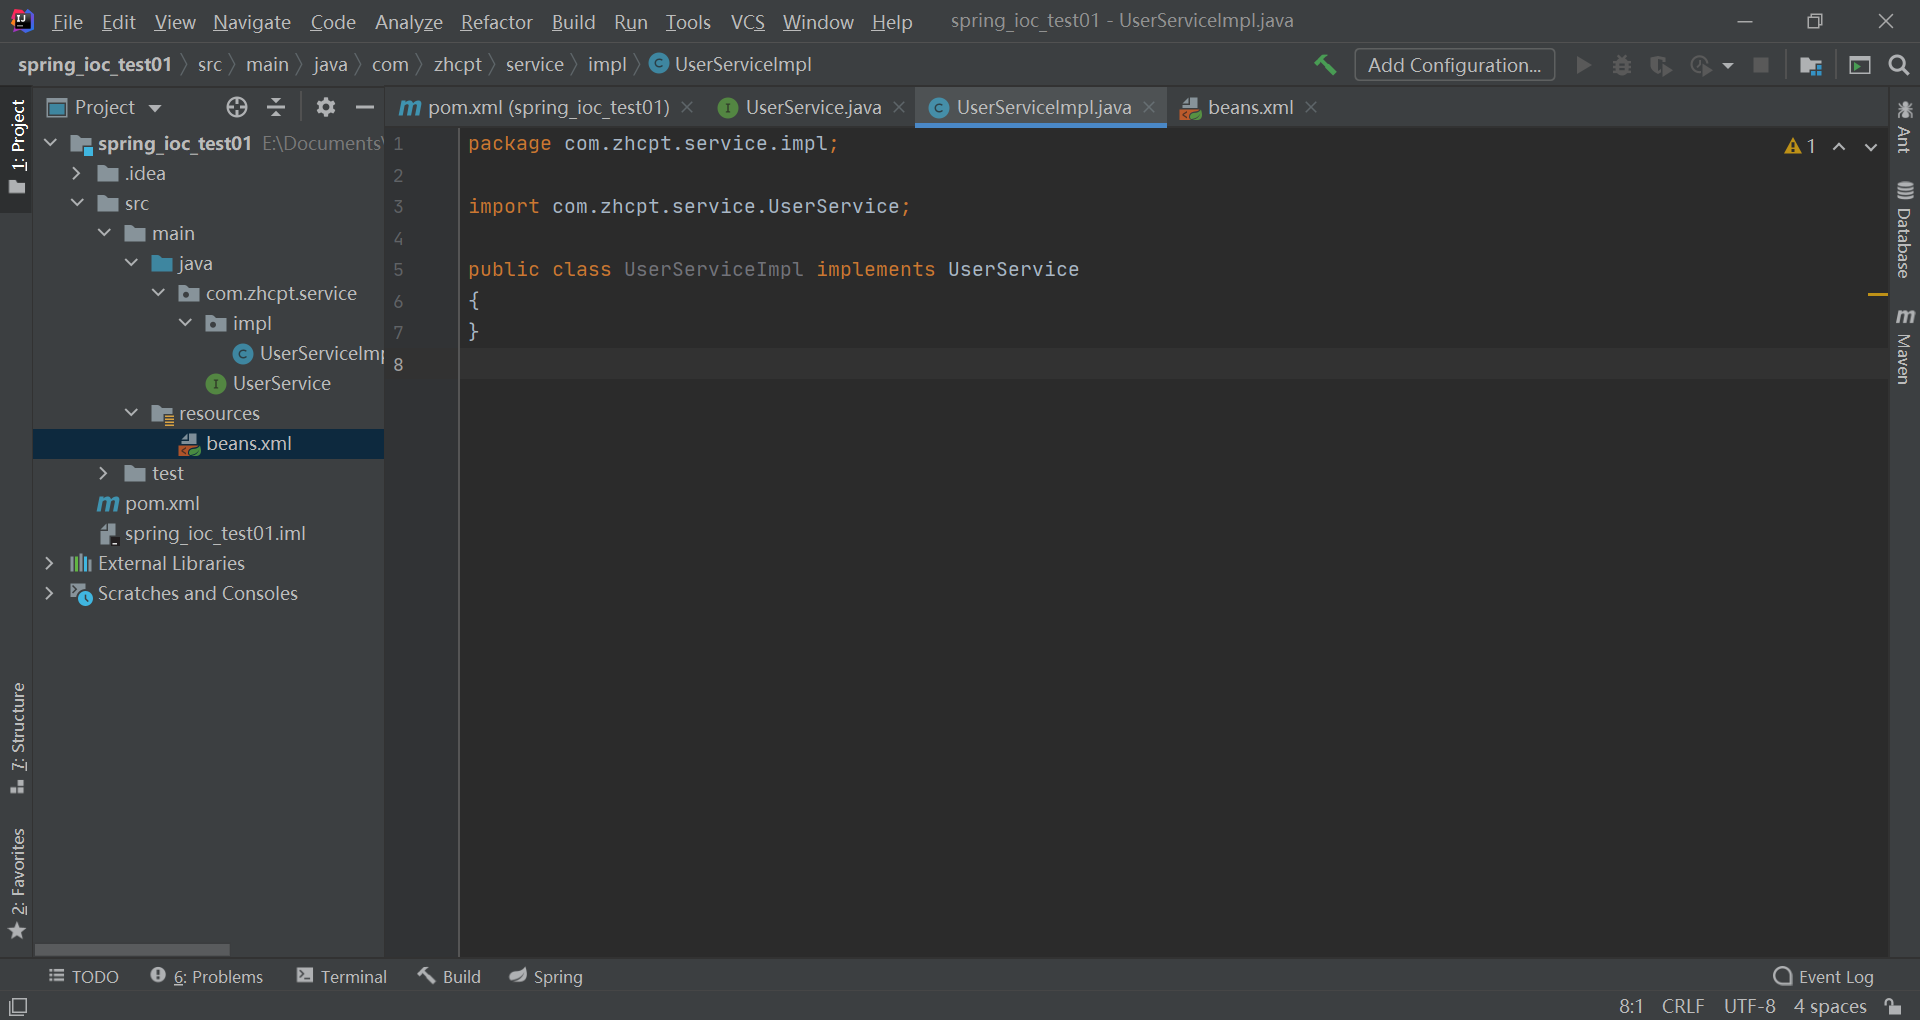 File Edit View Navigate Code Analyze Refactor Build Run Tools VCS Window Help spring_ioc_test01 - UserServiceImpl.java
spring_ioc_test01 src main java com zhcpt service impl UserServiceImpl Add Configuration...
Project
pom.xml (spring_ioc_test01) UserService.java UserServiceImpl.java beans.xml
1: Project
spring_ioc_test01 E:\Documents\
.idea
src
main
java
com.zhcpt.service
impl
UserServiceImp
UserService
resources
beans.xml
test
pom.xml
spring_ioc_test01.iml
External Libraries
Scratches and Consoles
7: Structure
2: Favorites
1 package com.zhcpt.service.impl;
2
3 import com.zhcpt.service.UserService;
4
5 public class UserServiceImpl implements UserService
6 {
7 }
8
1
Ant
Database
Maven
TODO 6: Problems Terminal Build Spring Event Log
8:1 CRLF UTF-8 4 spaces